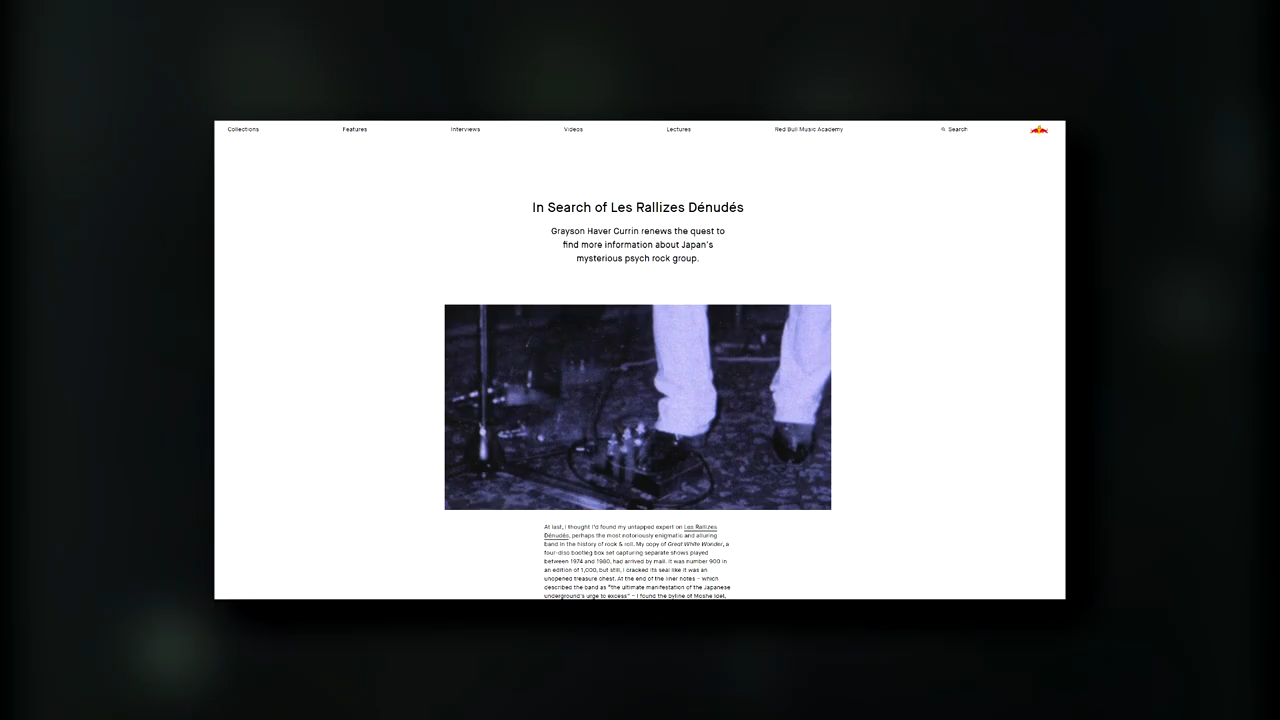 Collections Features Interviews Videos Lectures Red Bull Music Academy Search
In Search of Les Rallizes Dénudés
Grayson Haver Currin renews the quest to
find more information about Japan's
mysterious psych rock group.
At last, I thought I'd found my untapped expert on Les Rallizes
Dénudés, perhaps the most notoriously enigmatic and alluring
band in the history of rock & roll. My copy of Great White Wonder, a
four-disc bootleg box set capturing separate shows played
between 1974 and 1980, had arrived by mail. It was number 900 in
an edition of 1,000, but still, I cracked its seal like it was an
unopened treasure chest. At the end of the liner notes – which
described the band as "the ultimate manifestation of the Japanese
underground's urge to excess" – I found the byline of Moshe Idel,